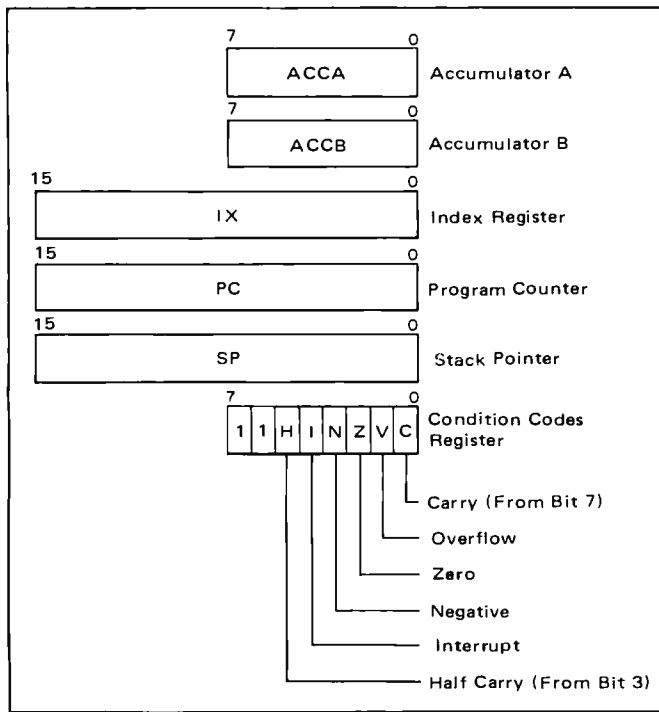 7 0
ACCA Accumulator A
7 0
ACCB Accumulator B
15 0
IX Index Register
15 0
PC Program Counter
15 0
SP Stack Pointer
7 0
1 1 H I N Z V C Condition Codes
Register
Carry (From Bit 7)
Overflow
Zero
Negative
Interrupt
Half Carry (From Bit 3)